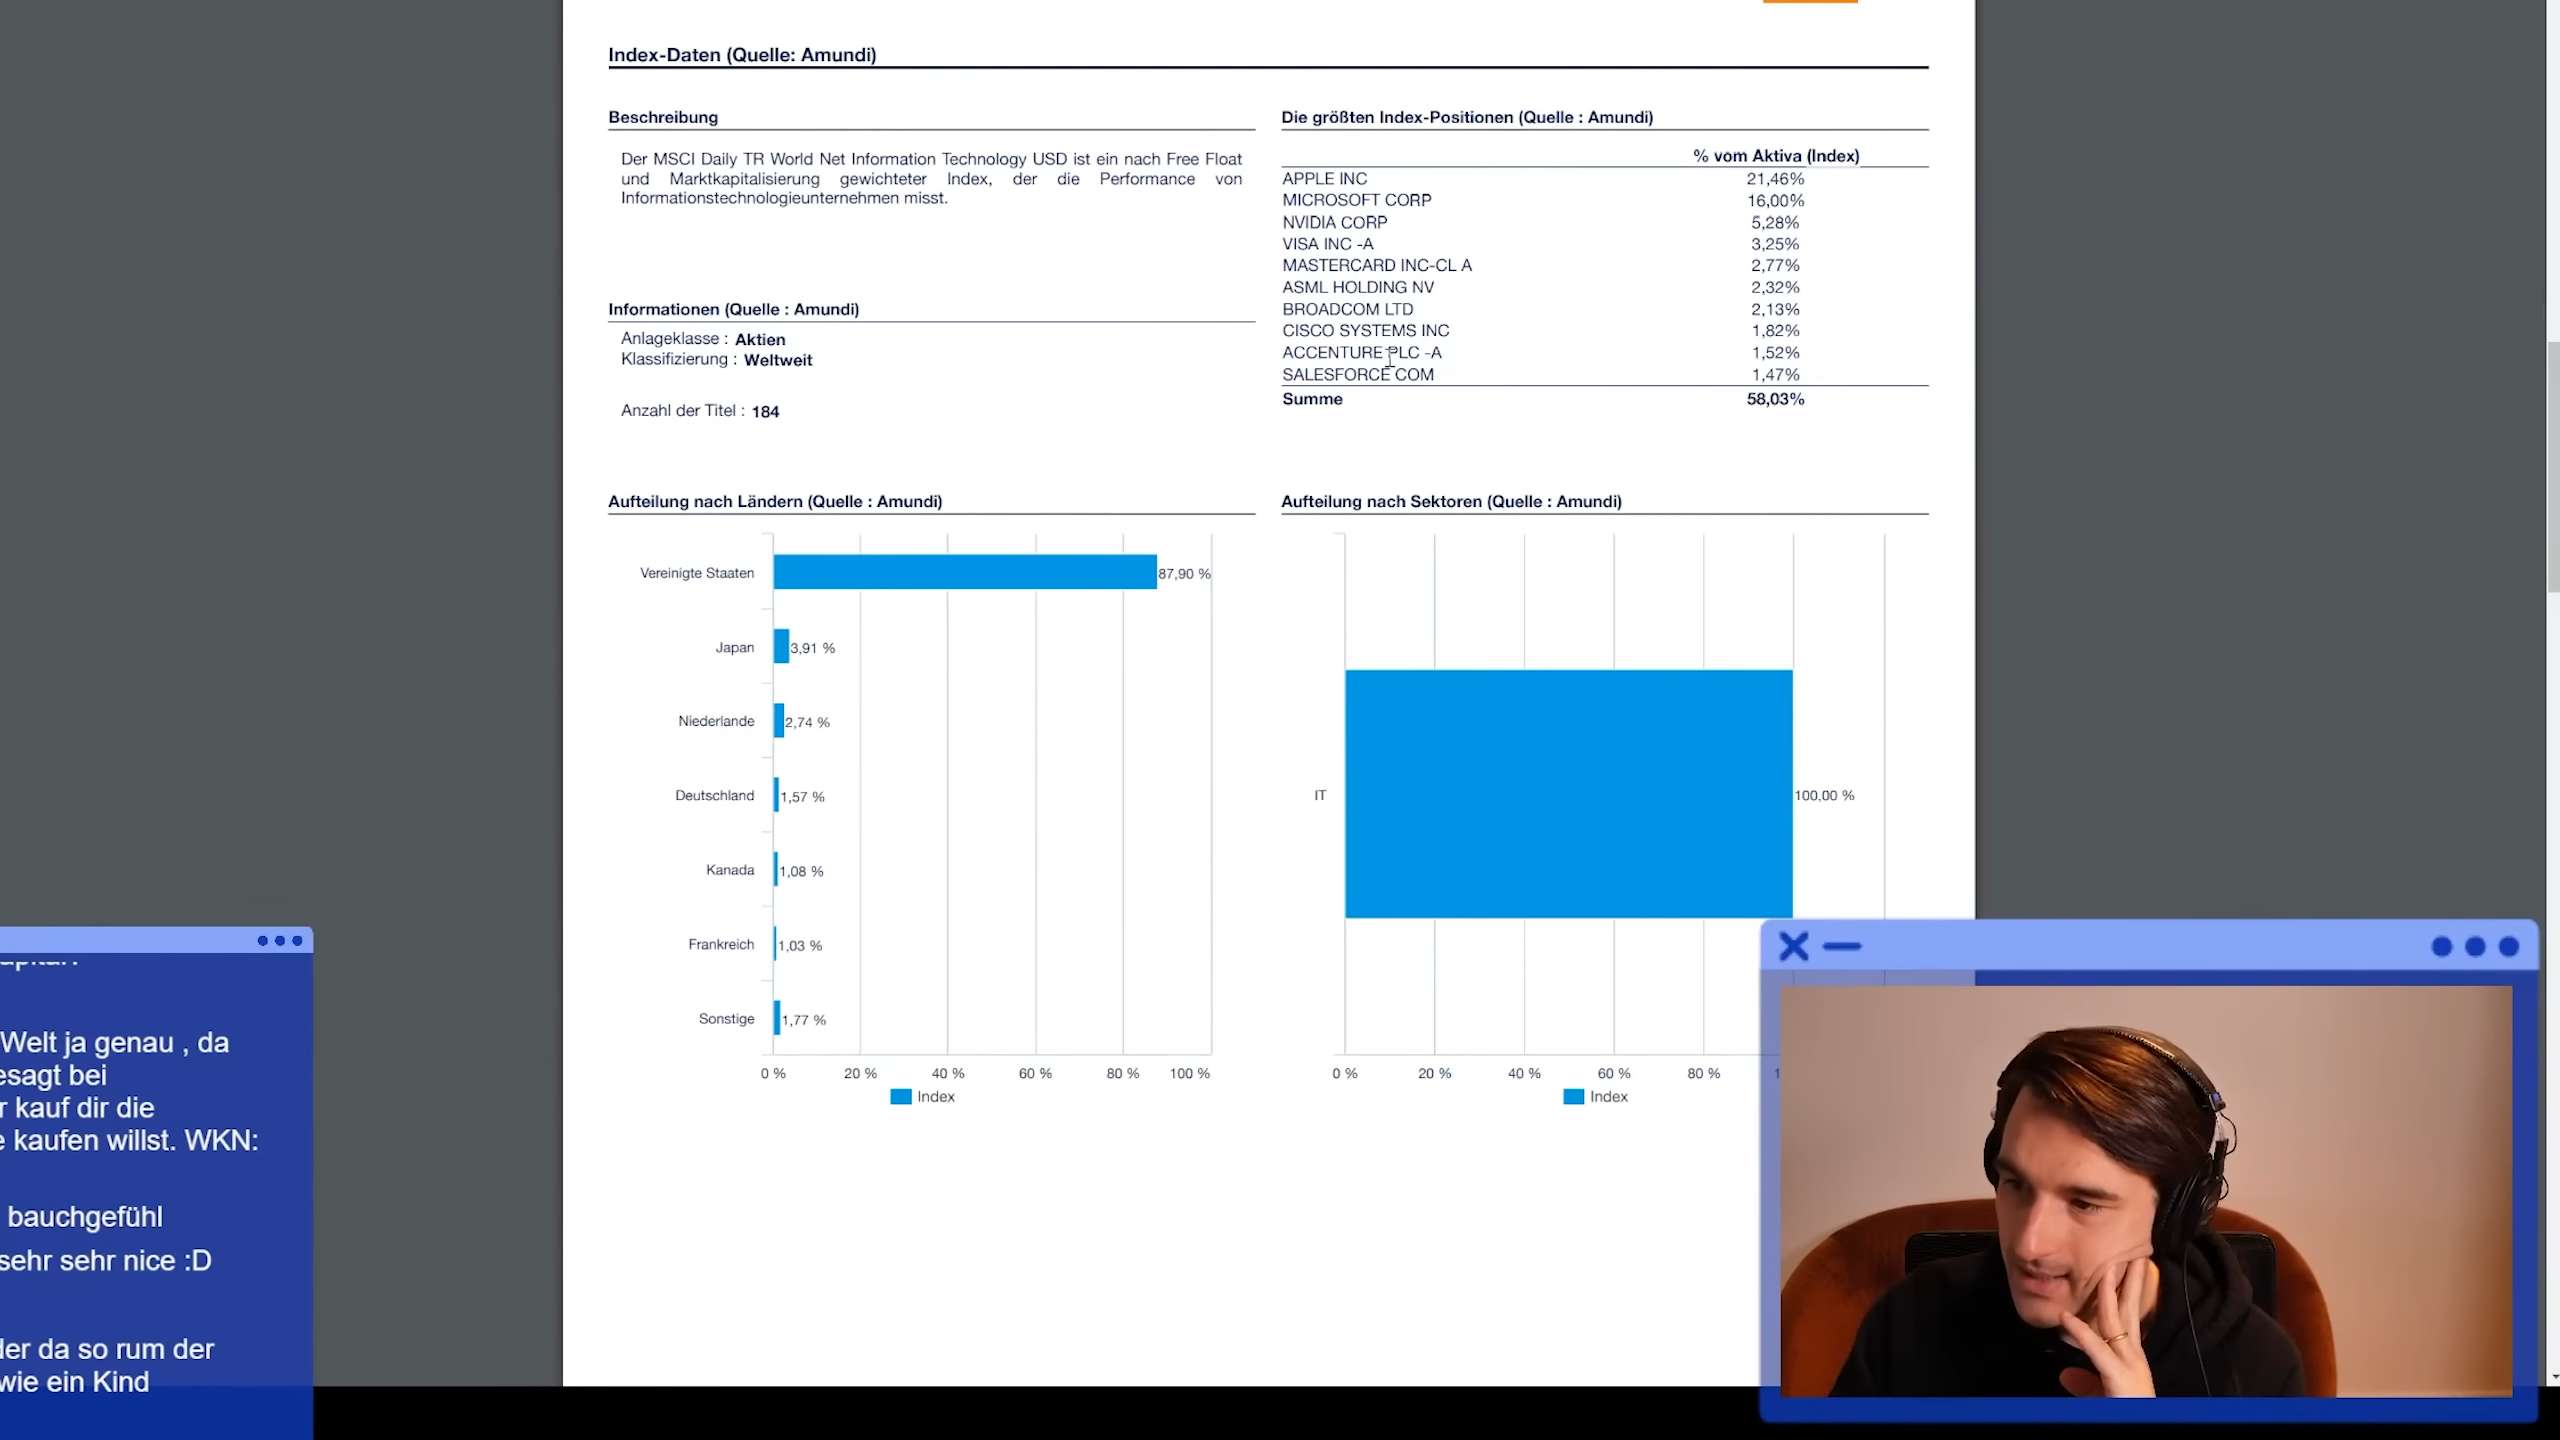 Index-Daten (Quelle: Amundi)
Beschreibung
Der MSCI Daily TR World Net Information Technology USD ist ein nach Free Float
und Marktkapitalisierung gewichteter Index, der die Performance von
Informationstechnologieunternehmen misst.
Informationen (Quelle : Amundi)
Anlageklasse : Aktien
Klassifizierung : Weltweit
Anzahl der Titel : 184
Die größten Index-Positionen (Quelle : Amundi)
% vom Aktiva (Index)
APPLE INC 21,46%
MICROSOFT CORP 16,00%
NVIDIA CORP 5,28%
VISA INC -A 3,25%
MASTERCARD INC-CL A 2,77%
ASML HOLDING NV 2,32%
BROADCOM LTD 2,13%
CISCO SYSTEMS INC 1,82%
ACCENTURE PLC -A 1,52%
SALESFORCE COM 1,47%
Summe 58,03%
Aufteilung nach Ländern (Quelle : Amundi)
Vereinigte Staaten 87,90 %
Japan 3,91 %
Niederlande 2,74 %
Deutschland 1,57 %
Kanada 1,08 %
Frankreich 1,03 %
Sonstige 1,77 %
0 % 20 % 40 % 60 % 80 % 100 %
Index
Aufteilung nach Sektoren (Quelle : Amundi)
IT 100,00 %
0 % 20 % 40 % 60 % 80 %
Index
Welt ja genau , da
esagt bei
r kauf dir die
e kaufen willst. WKN:
bauchgefühl
sehr sehr nice :D
der da so rum der
wie ein Kind